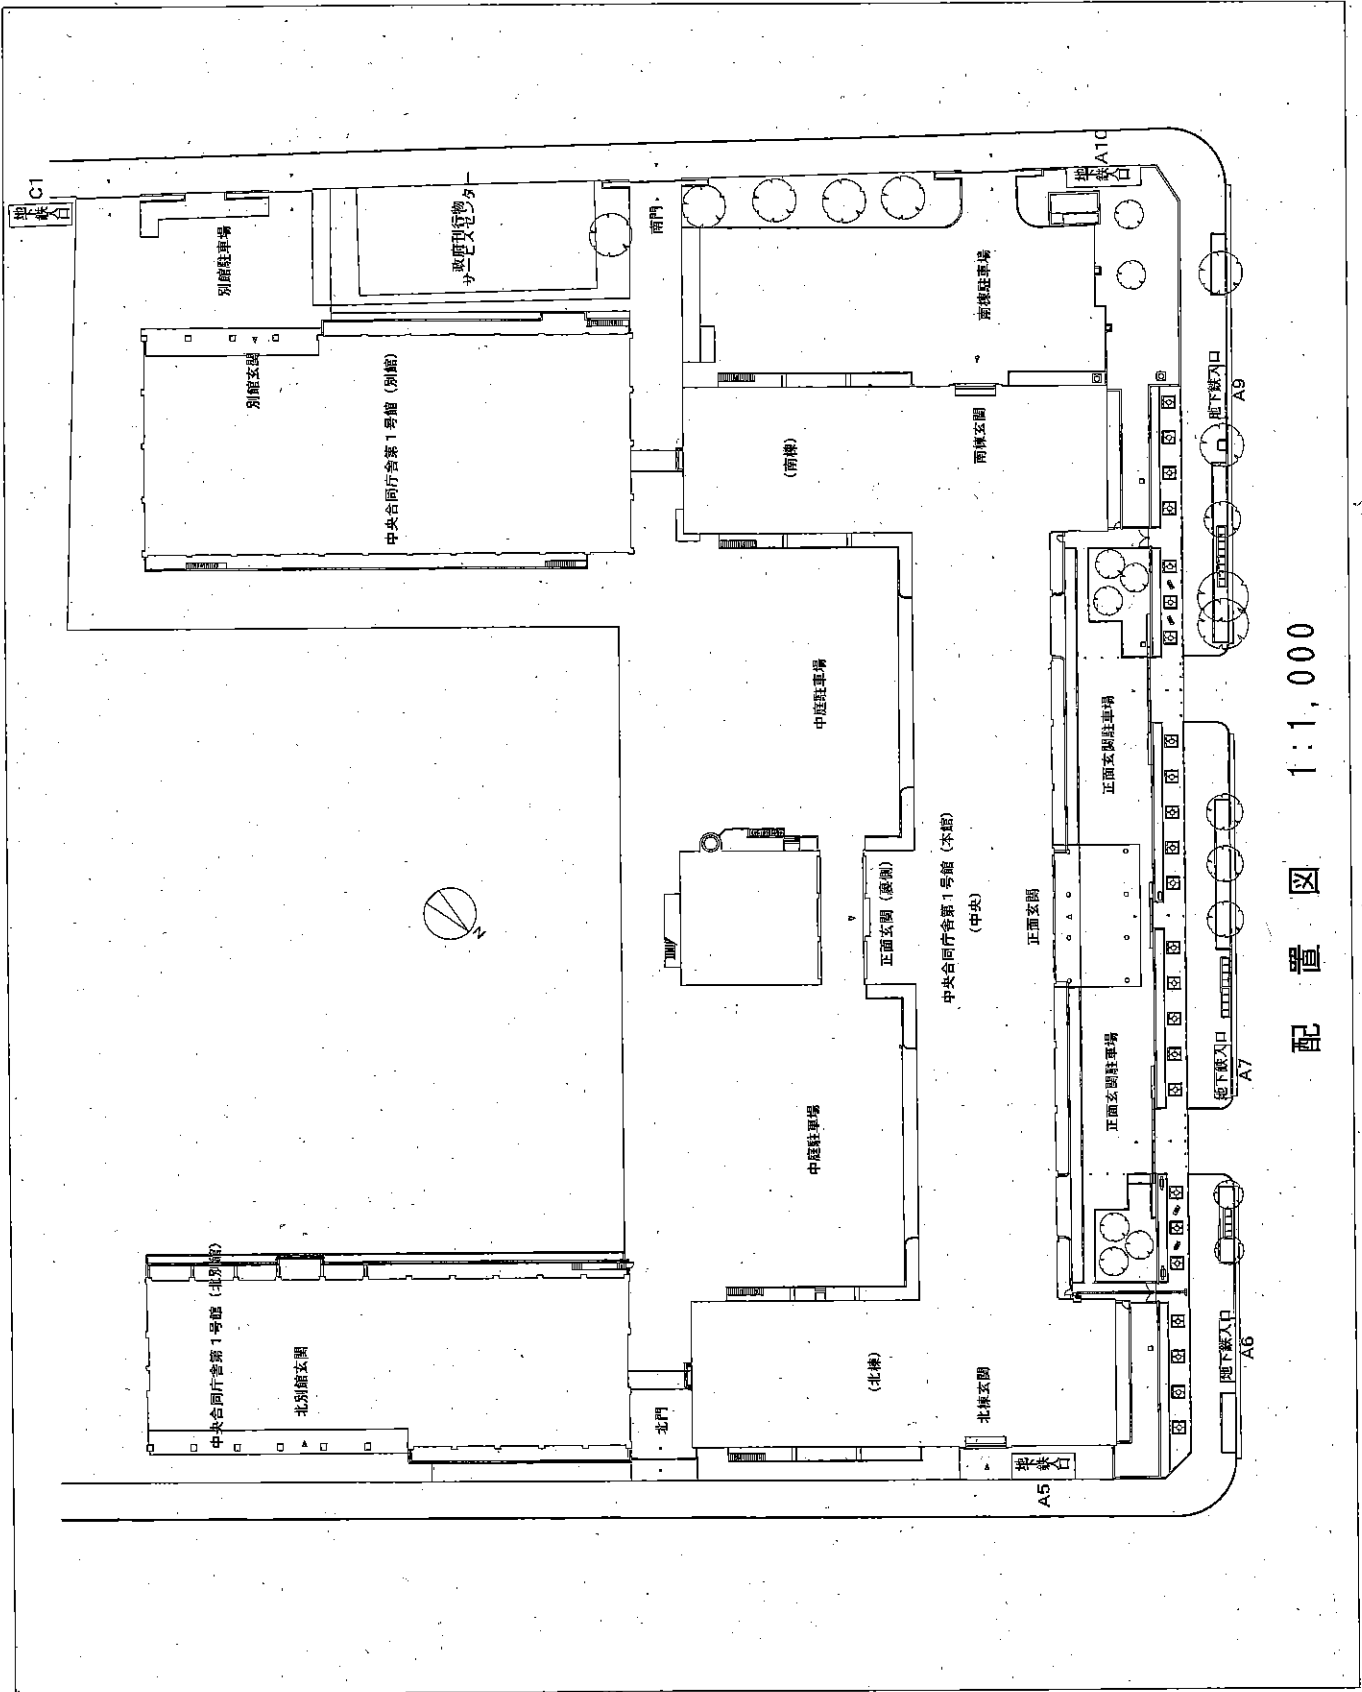 地下鉄入口
A5
北棟玄関
(北棟)
北門
北別館玄関
中央合同庁舎第1号館(北別館)
地下鉄入口
A6
中庭駐車場
正面玄関駐車場
地下鉄入口
A7
N
正面玄関(裏側)
中央合同庁舎第1号館(本館)
(中央)
正面玄関
中庭駐車場
正面玄関駐車場
中央合同庁舎第1号館(別館)
別館玄関
(南棟)
南棟玄関
地下鉄入口
A9
別館駐車場
政府刊行物
サービスセンター
南門
南棟駐車場
地下鉄入口
C1
地下鉄入口
A10
配置図 1:1,000